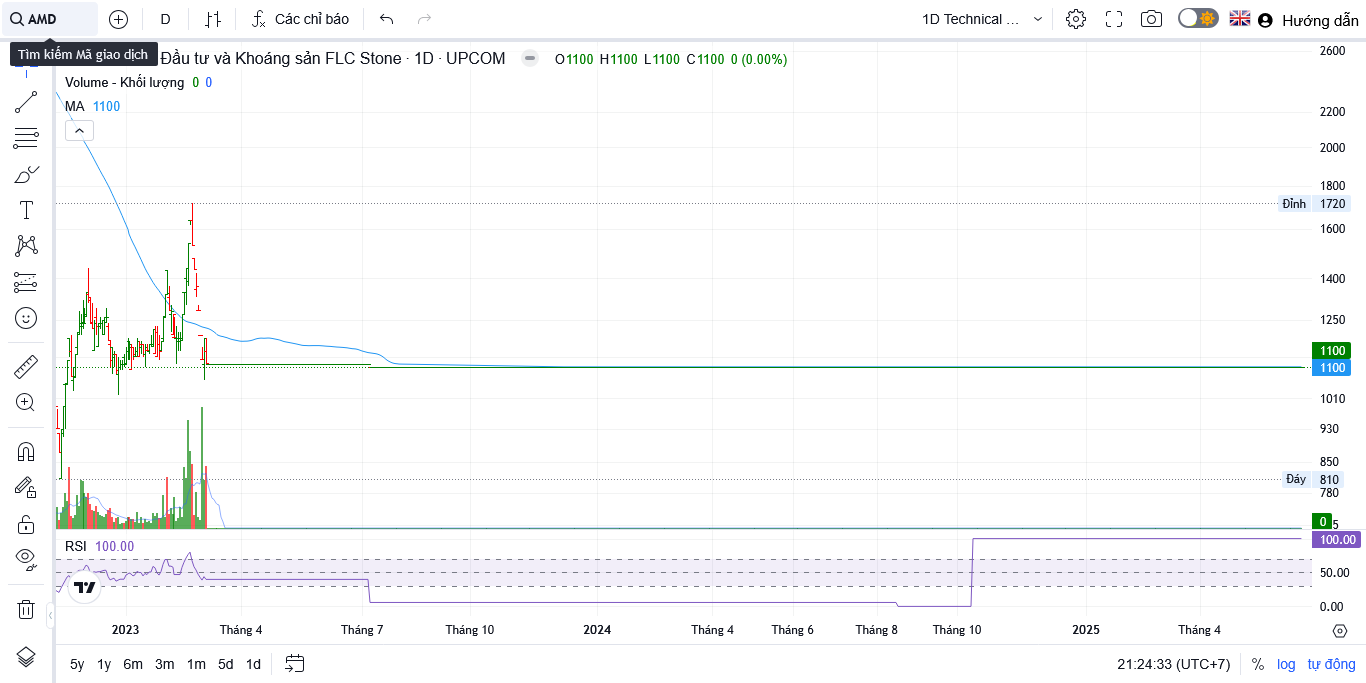 AMD D Các chỉ báo 1D Technical ... Hướng dẫn
Tìm kiếm Mã giao dịch Đầu tư và Khoáng sản FLC Stone · 1D · UPCOM O1100 H1100 L1100 C1100 0 (0.00%)
Volume - Khối lượng 0 0
MA 1100
2600
2200
2000
1800
Đỉnh 1720
1600
1400
1250
1100
1100
1010
930
850
Đáy 810
780
0 5
RSI 100.00
100.00
50.00
0.00
2023 Tháng 4 Tháng 7 Tháng 10 2024 Tháng 4 Tháng 6 Tháng 8 Tháng 10 2025 Tháng 4
5y 1y 6m 3m 1m 5d 1d 21:24:33 (UTC+7) % log tự động